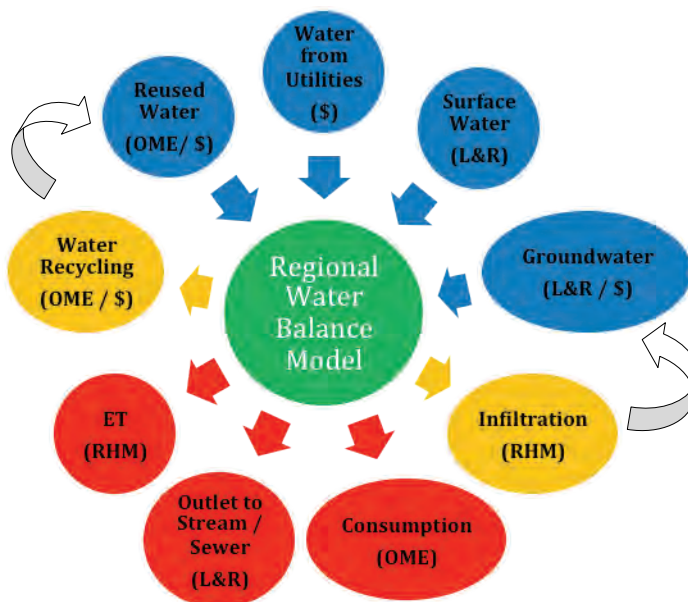 Water
from
Utilities
($)
Reused
Water
(OME/ $)
Surface
Water
(L&R)
Water
Recycling
(OME / $)
Regional
Water
Balance
Model
Groundwater
(L&R / $)
ET
(RHM)
Infiltration
(RHM)
Outlet to
Stream /
Sewer
(L&R)
Consumption
(OME)